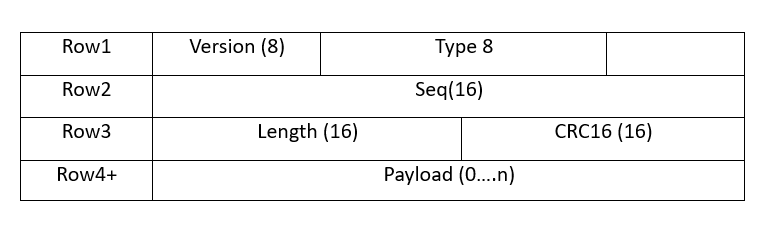 Row1 Version (8) Type 8
Row2 Seq(16)
Row3 Length (16) CRC16 (16)
Row4+ Payload (0….n)